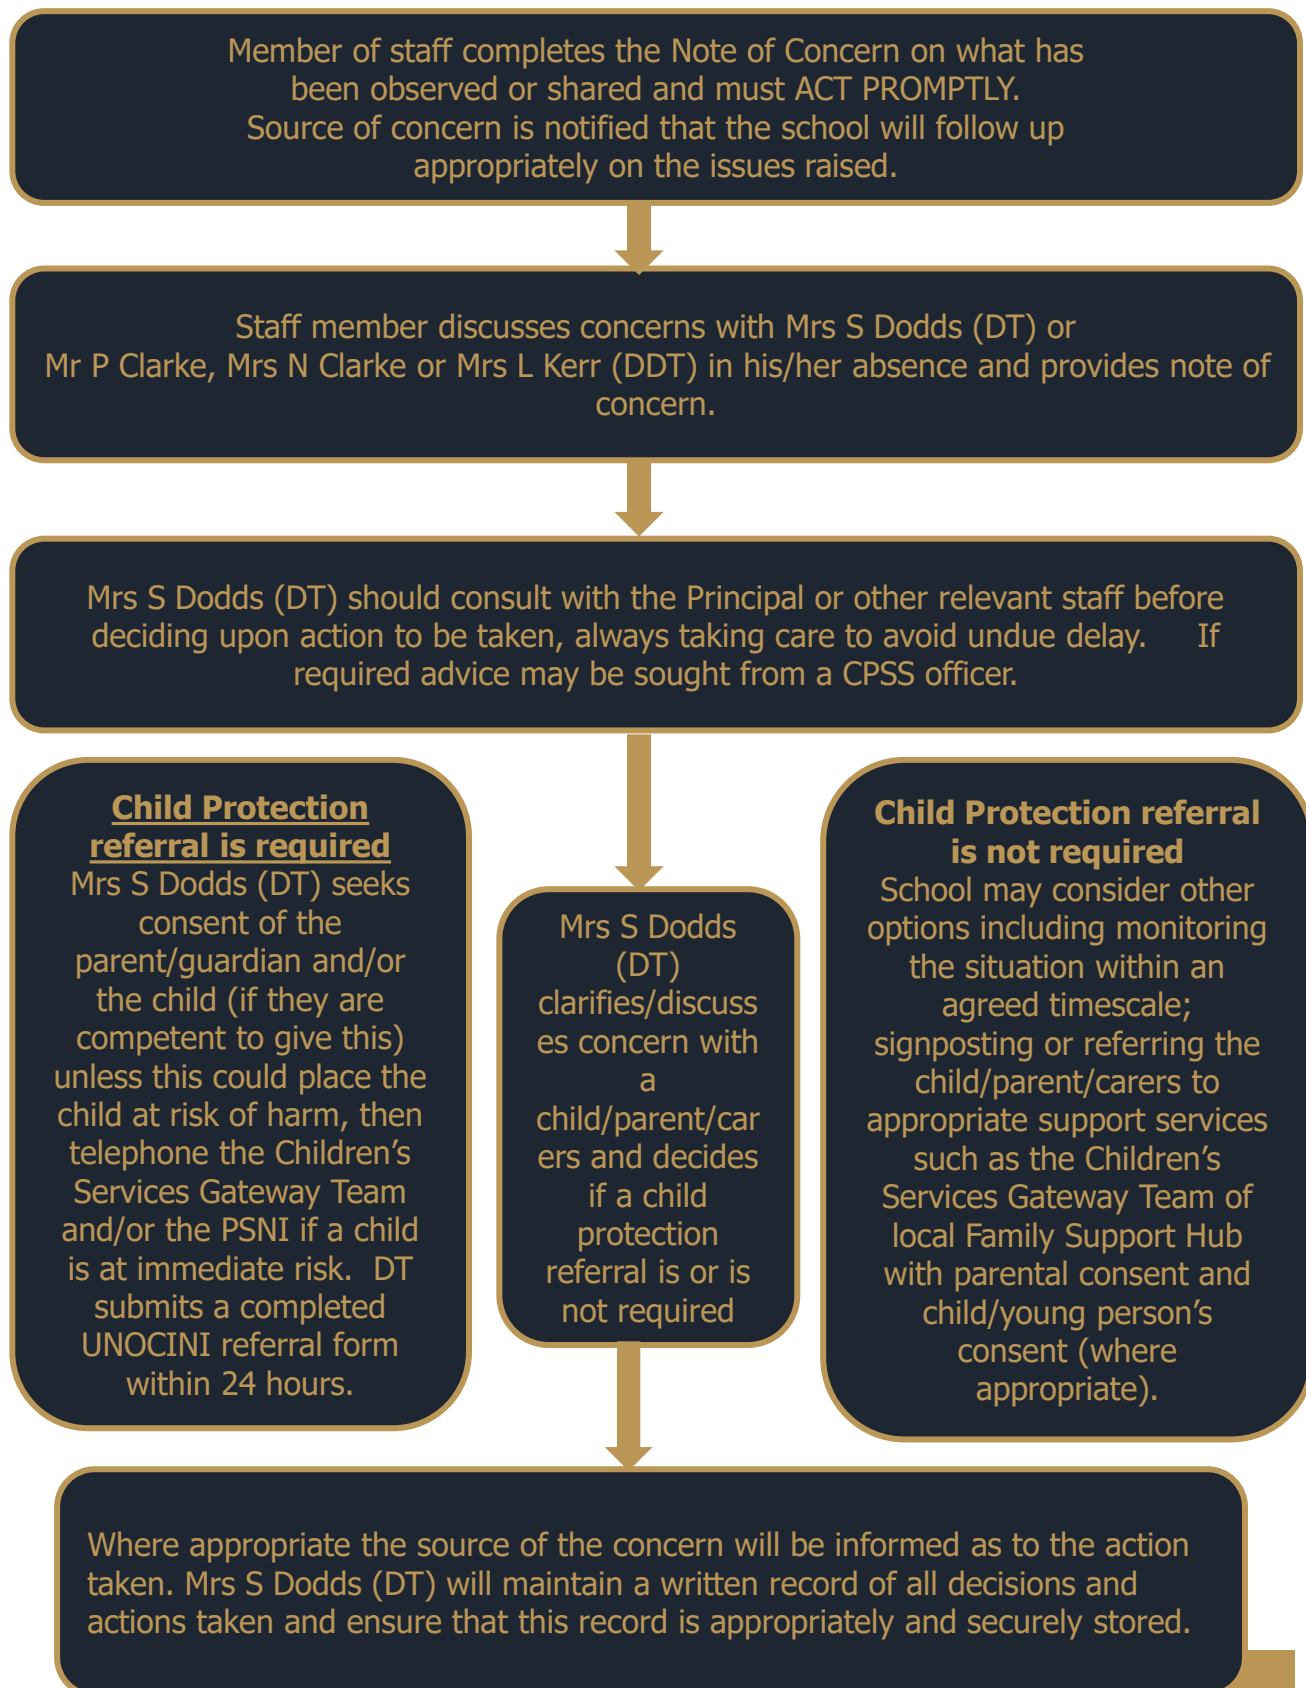 Member of staff completes the Note of Concern on what has
been observed or shared and must ACT PROMPTLY.
Source of concern is notified that the school will follow up
appropriately on the issues raised.
Staff member discusses concerns with Mrs S Dodds (DT) or
Mr P Clarke, Mrs N Clarke or Mrs L Kerr (DDT) in his/her absence and provides note of
concern.
Mrs S Dodds (DT) should consult with the Principal or other relevant staff before
deciding upon action to be taken, always taking care to avoid undue delay. If
required advice may be sought from a CPSS officer.
Child Protection
referral is required
Mrs S Dodds (DT) seeks
consent of the
parent/guardian and/or
the child (if they are
competent to give this)
unless this could place the
child at risk of harm, then
telephone the Children’s
Services Gateway Team
and/or the PSNI if a child
is at immediate risk. DT
submits a completed
UNOCINI referral form
within 24 hours.
Mrs S Dodds
(DT)
clarifies/discuss
es concern with
a
child/parent/car
ers and decides
if a child
protection
referral is or is
not required
Child Protection referral
is not required
School may consider other
options including monitoring
the situation within an
agreed timescale;
signposting or referring the
child/parent/carers to
appropriate support services
such as the Children’s
Services Gateway Team of
local Family Support Hub
with parental consent and
child/young person’s
consent (where
appropriate).
Where appropriate the source of the concern will be informed as to the action
taken. Mrs S Dodds (DT) will maintain a written record of all decisions and
actions taken and ensure that this record is appropriately and securely stored.